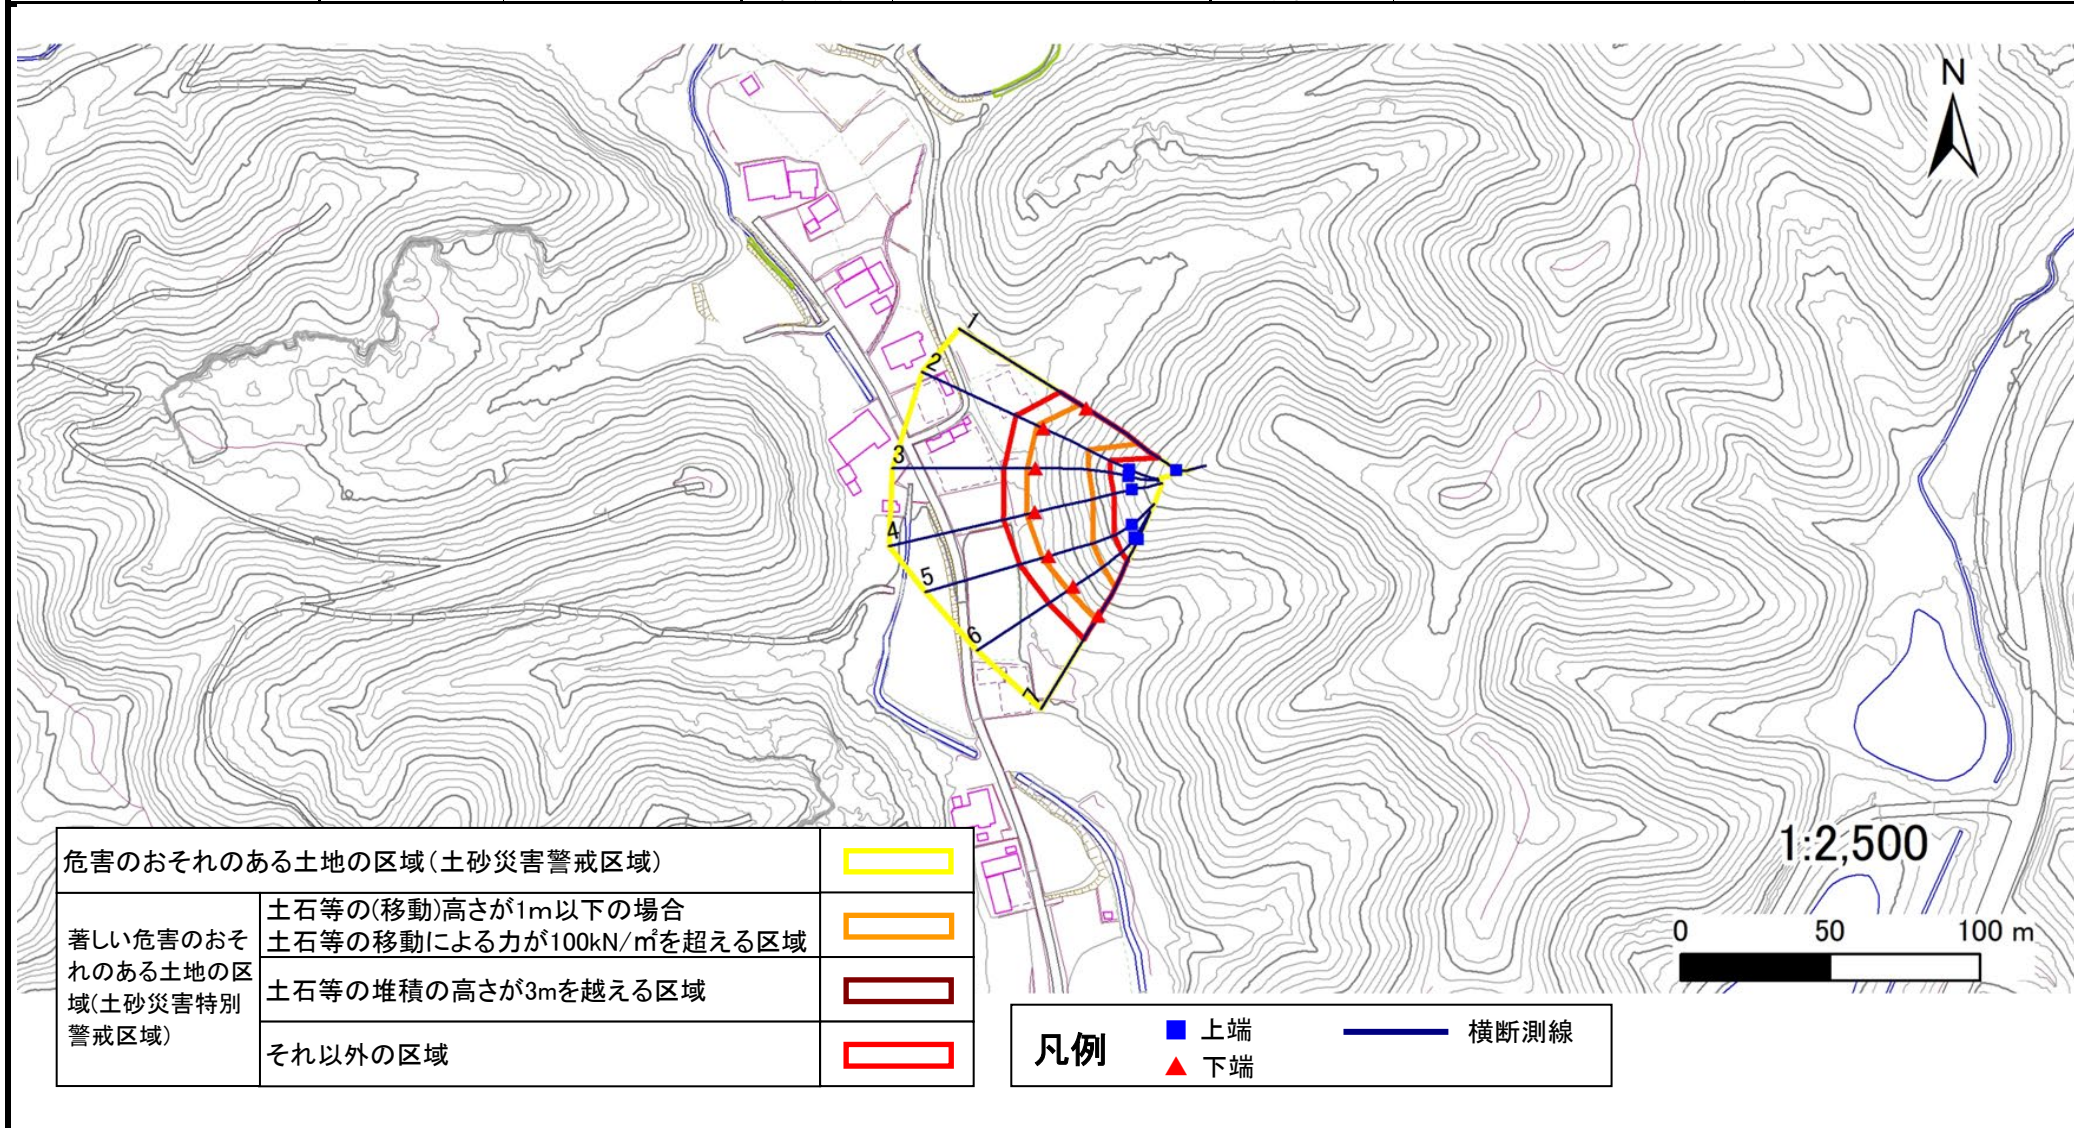 N
1
2
3
4
5
6
7
1:2,500
0 50 100 m
危害のおそれのある土地の区域(土砂災害警戒区域)
著しい危害のおそ
れのある土地の区
域(土砂災害特別
警戒区域)
土石等の(移動)高さが1m以下の場合
土石等の移動による力が100kN/㎡を超える区域
土石等の堆積の高さが3mを越える区域
それ以外の区域
凡例
上端
横断測線
下端